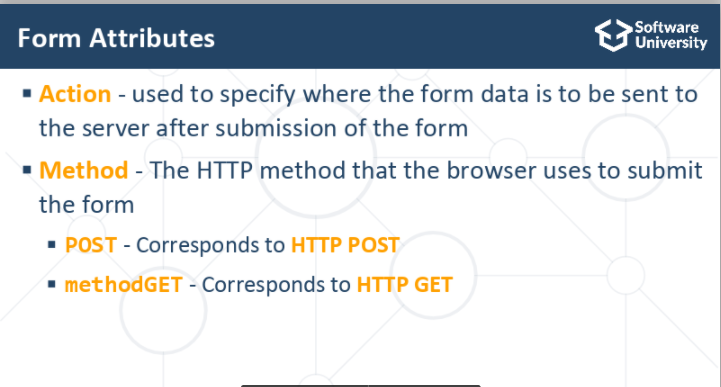 Form Attributes
Software
University
▪ Action - used to specify where the form data is to be sent to
the server after submission of the form
▪ Method - The HTTP method that the browser uses to submit
the form
▪ POST - Corresponds to HTTP POST
▪ methodGET - Corresponds to HTTP GET